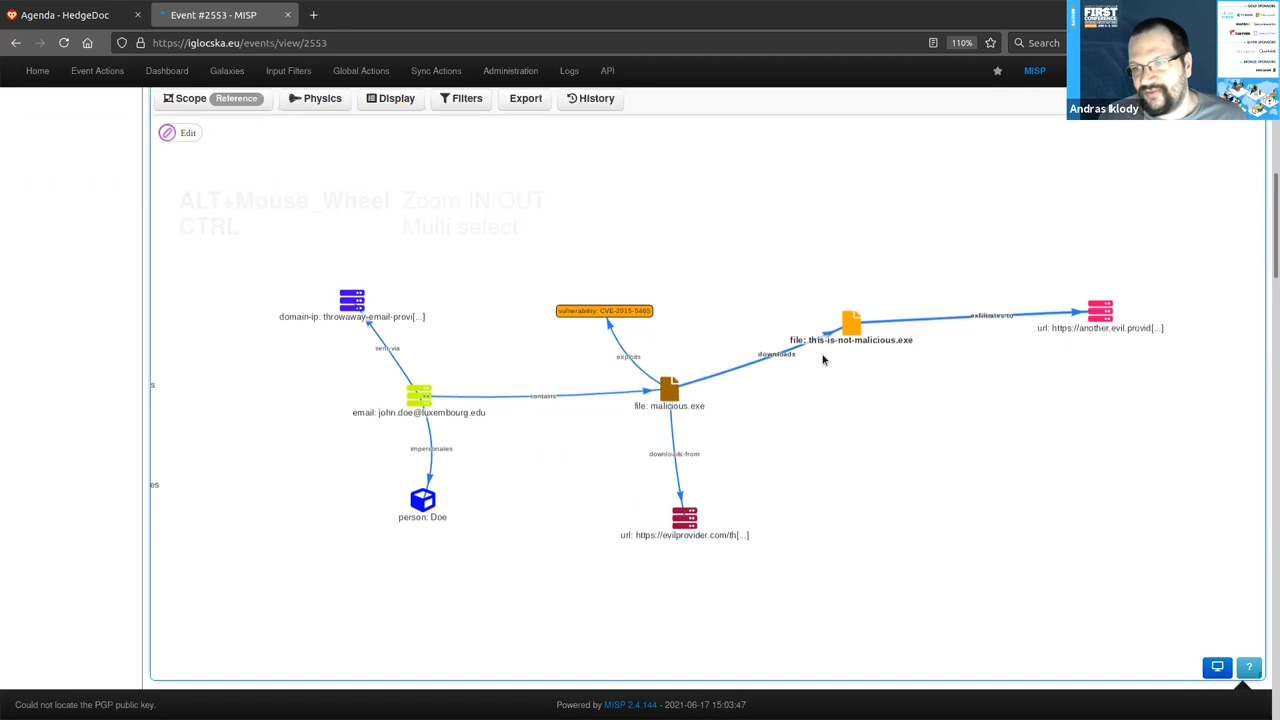 Agenda - HedgeDoc
Event #2553 - MISP
https://iglocska.eu/events/view/2553
110%
Search
Home
Event Actions
Dashboard
Galaxies
Input Filters
Global Actions
Sync Actions
Administration
Logs
API
MISP
FIRST
CONFERENCE
Andras Iklody
Scope Reference
Physics
Display
Filters
Export
History
Edit
ALT+Mouse_Wheel Zoom IN/OUT
CTRL Multi select
domain-ip: throwaway-email-provi[...]
vulnerability: CVE-2015-5465
url: https://another.evil.provid[...]
exfiltrates-to
file: this-is-not-malicious.exe
sent-via
exploits
downloads
s
contains
email: john.doe@luxembourg.edu
file: malicious.exe
impersonates
downloads-from
es
person: Doe
url: https://evilprovider.com/th[...]
?
Could not locate the PGP public key.
Powered by MISP 2.4.144 - 2021-06-17 15:03:47